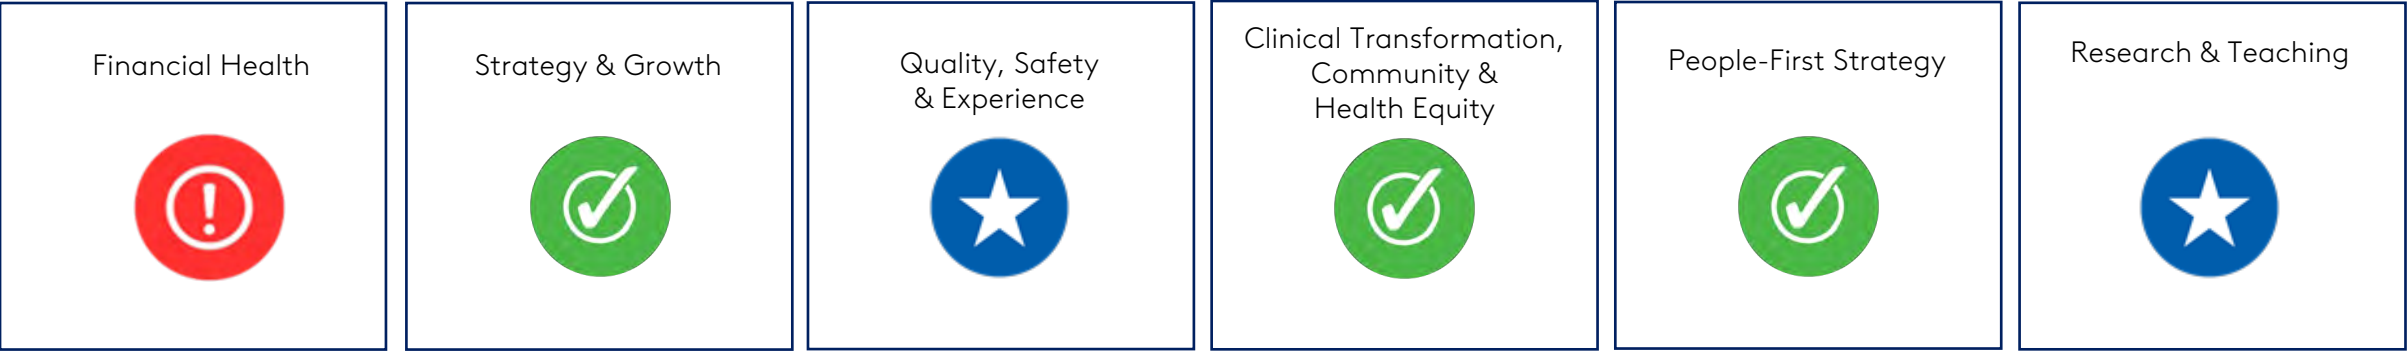 Financial Health
Strategy & Growth
Quality, Safety
& Experience
Clinical Transformation,
Community &
Health Equity
People-First Strategy
Research & Teaching